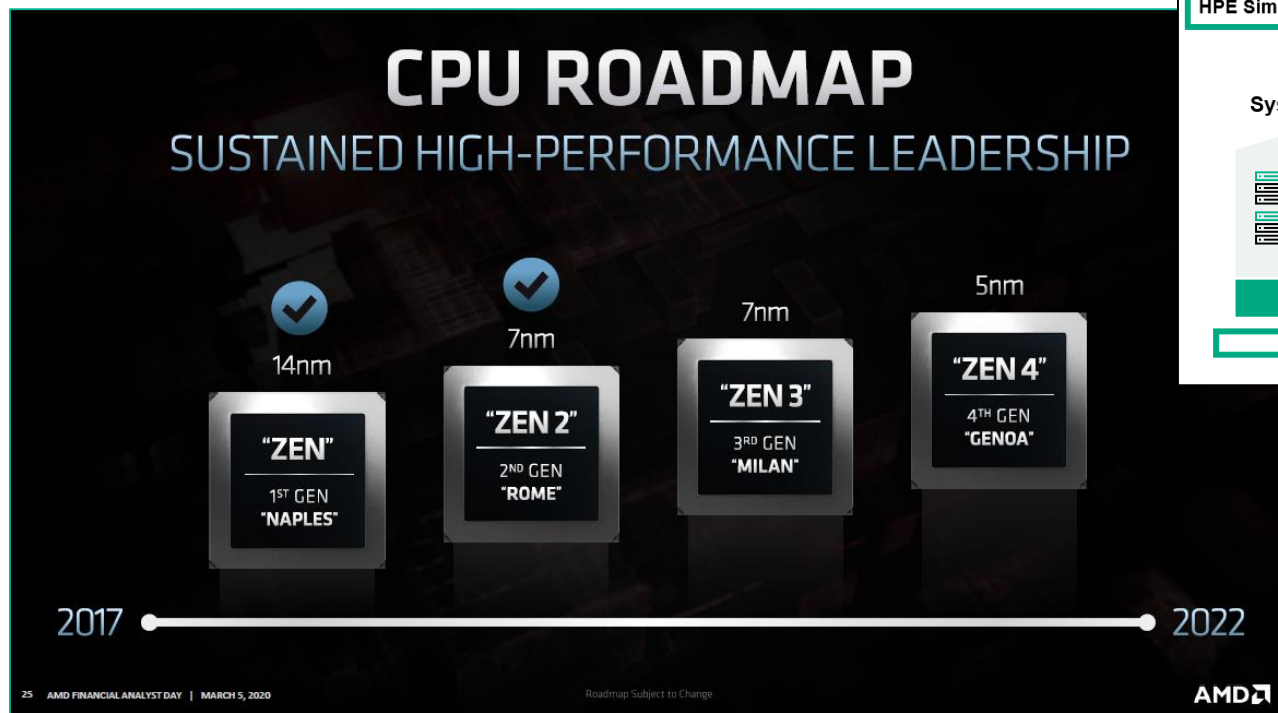 CPU ROADMAP
SUSTAINED HIGH-PERFORMANCE LEADERSHIP
14nm
"ZEN"
1ST GEN
"NAPLES"
7nm
"ZEN 2"
2ND GEN
"ROME"
7nm
"ZEN 3"
3RD GEN
"MILAN"
5nm
"ZEN 4"
4TH GEN
"GENOA"
2017
2022
25 AMD FINANCIAL ANALYST DAY | MARCH 5, 2020
Roadmap Subject to Change
AMD
HPE Sim
Sys